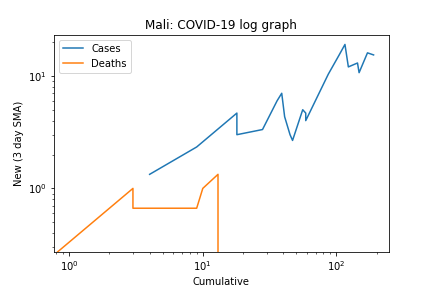 Mali: COVID-19 log graph
Cases
Deaths
New (3 day SMA)
10¹
10⁰
10⁰ 10¹ 10²
Cumulative